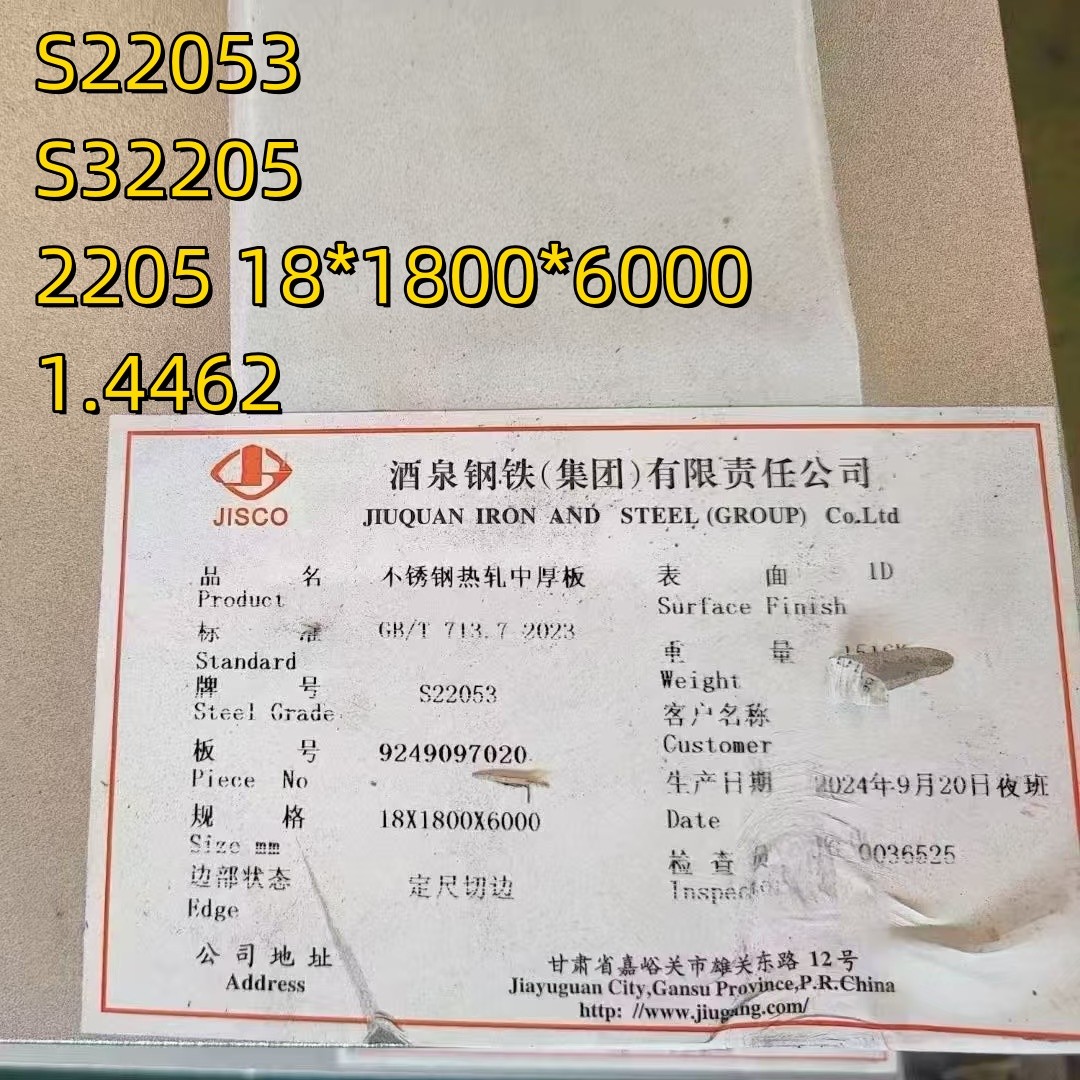 S22053
S32205
2205 18*1800*6000
1.4462
JISCO
酒泉钢铁(集团)有限责任公司
JIUQUAN IRON AND STEEL (GROUP) Co.Ltd
品名 不锈钢热轧中厚板
Product
标准 GB/T 713.7-2023
Standard
牌号 S22053
Steel Grade
板号 9249097020
Piece No
规格 18X1800X6000
Size mm
边部状态 定尺切边
Edge
表面 1D
Surface Finish
重量
Weight
客户名称
Customer
生产日期 2024年9月20日夜班
Date
检查员 0036525
Inspector
公司地址 甘肃省嘉峪关市雄关东路 12号
Address Jiayuguan City,Gansu Province,P.R.China
http: //www.jiugang.com/